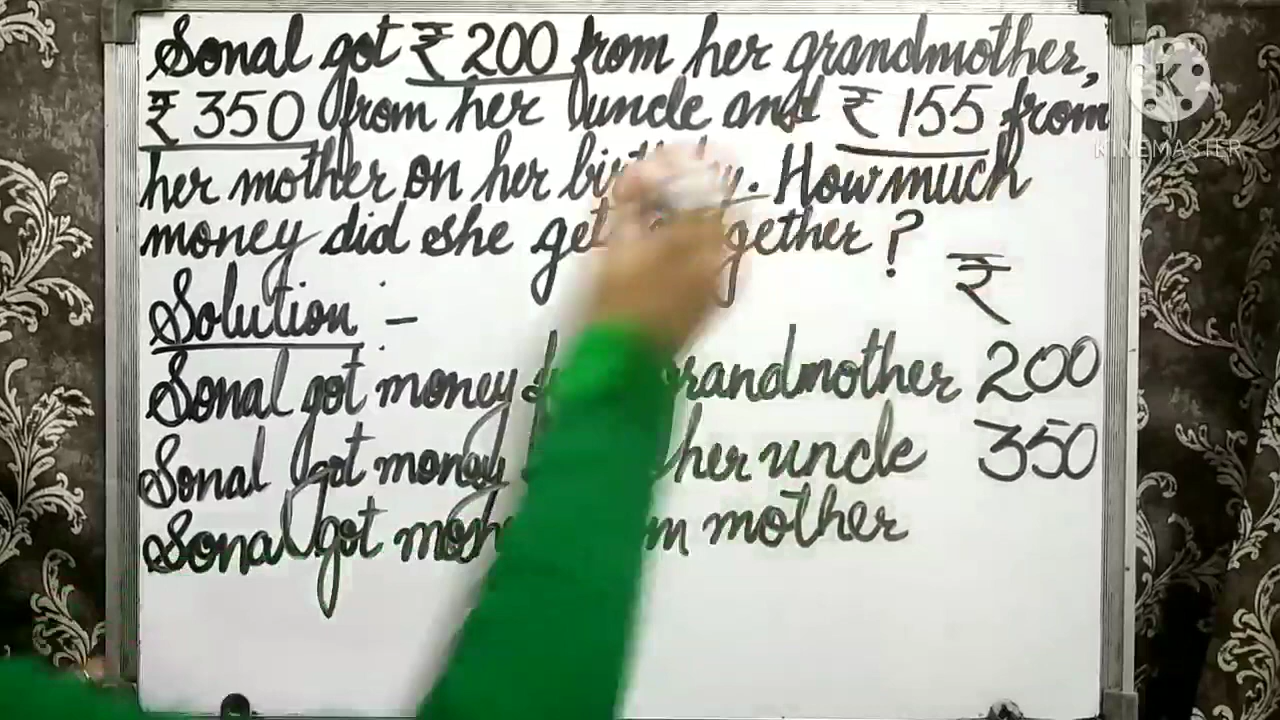 Sonal got ₹ 200 from her grandmother,
₹ 350 from her uncle and ₹ 155 from
her mother on her. How much
money did she get ?
Solution :-
₹
Sonal got money grandmother 200
Sonal got money her uncle 350
Sonal got mother
K
KINEMASTER